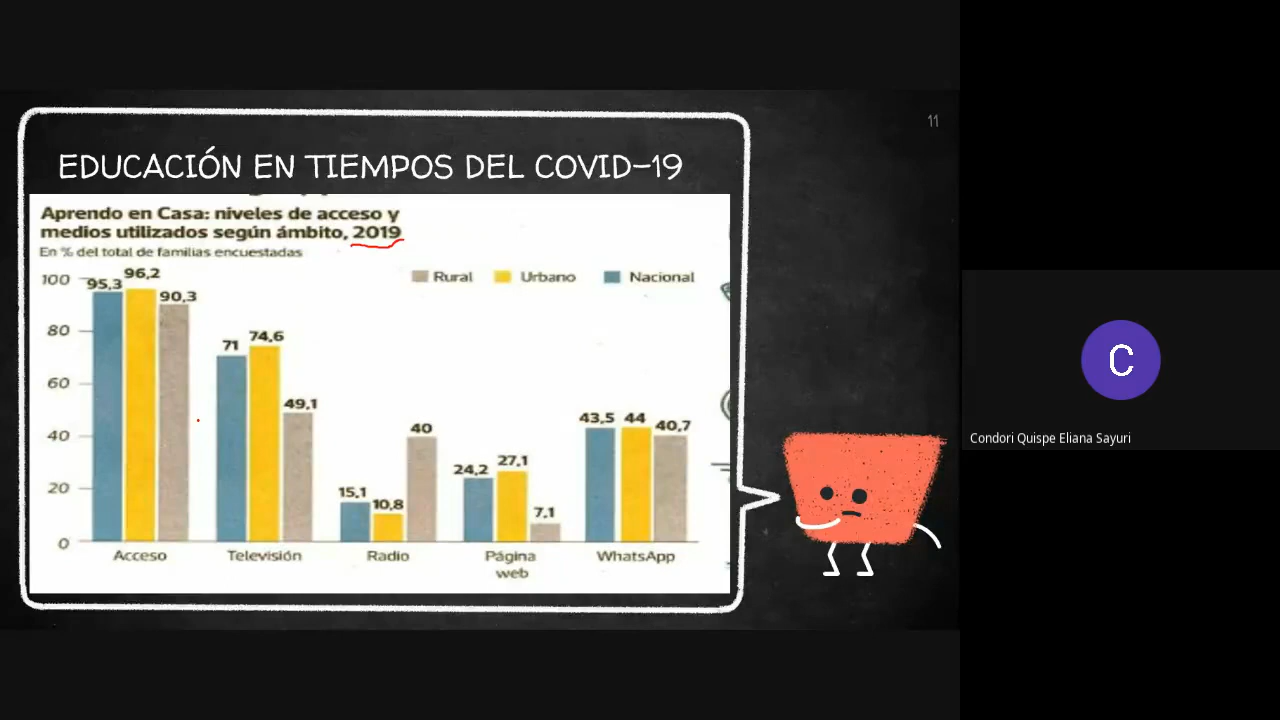 11
EDUCACIÓN EN TIEMPOS DEL COVID-19
Aprendo en Casa: niveles de acceso y
medios utilizados según ámbito, 2019
En % del total de familias encuestadas
Rural Urbano Nacional
100
80
60
40
20
0
95,3 96,2 90,3
71 74,6 49,1
15,1 10,8 40
24,2 27,1 7,1
43,5 44 40,7
Acceso Televisión Radio Página WhatsApp
web
C
Condori Quispe Eliana Sayuri